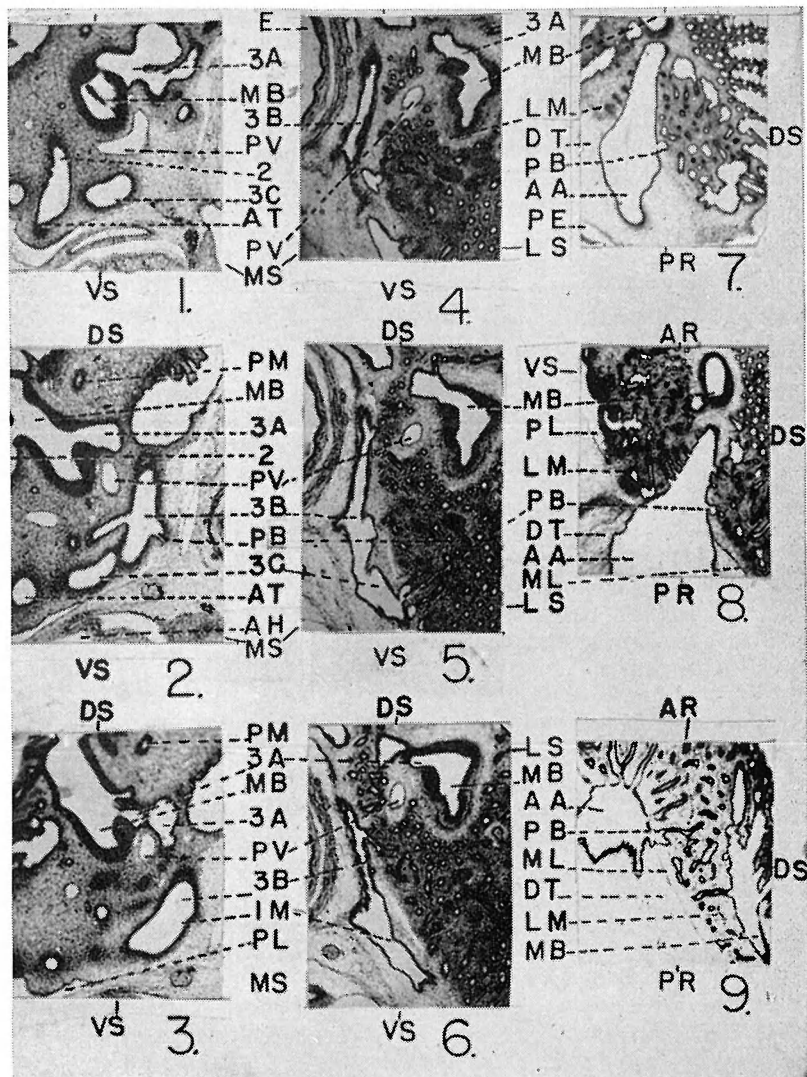 E
3A
MB
3B
PV
2
3C
AT
PV
MS
VS
1.
3A
MB
LM
DT
PB
AA
PE
LS
VS
4.
DS
PR
7.
DS
PM
MB
3A
2
PV
3B
PB
3C
AT
AH
MS
VS
2.
DS
VS
5.
AR
VS
MB
PL
LM
PB
DT
AA
ML
LS
DS
PR
8.
DS
PM
3A
MB
3A
PV
3B
IM
PL
MS
VS
3.
DS
VS
6.
AR
LS
MB
AA
PB
ML
DT
LM
MB
DS
PR
9.